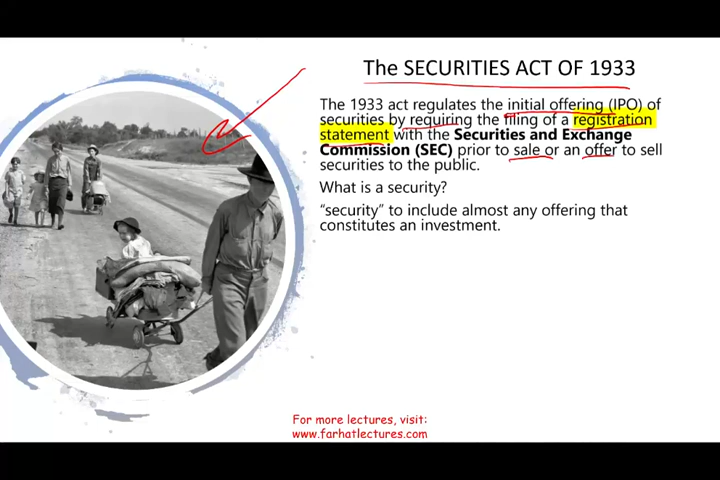 The SECURITIES ACT OF 1933
The 1933 act regulates the initial offering (IPO) of
securities by requiring the filing of a registration
statement with the Securities and Exchange
Commission (SEC) prior to sale or an offer to sell
securities to the public.
What is a security?
“security” to include almost any offering that
constitutes an investment.
For more lectures, visit:
www.farhatlectures.com